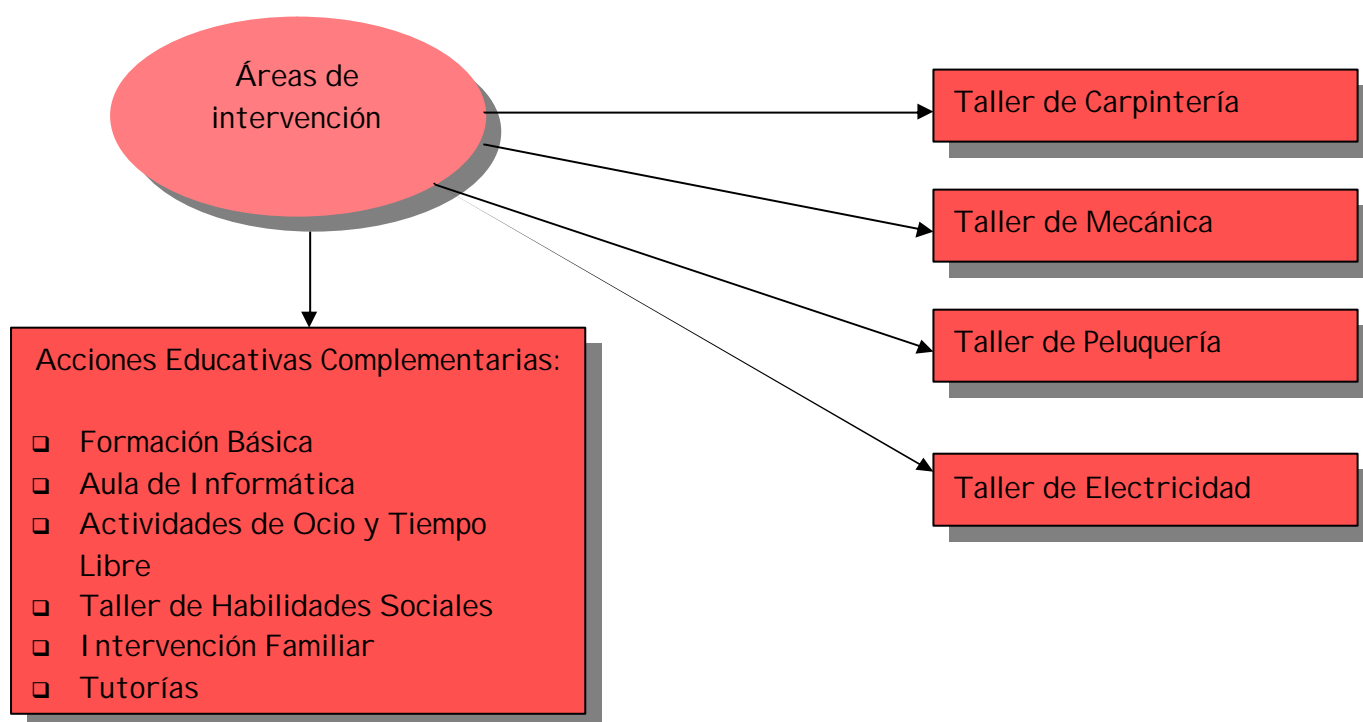 Áreas de
intervención
Taller de Carpintería
Taller de Mecánica
Taller de Peluquería
Taller de Electricidad
Acciones Educativas Complementarias:
❑ Formación Básica
❑ Aula de Informática
❑ Actividades de Ocio y Tiempo
Libre
❑ Taller de Habilidades Sociales
❑ Intervención Familiar
❑ Tutorías